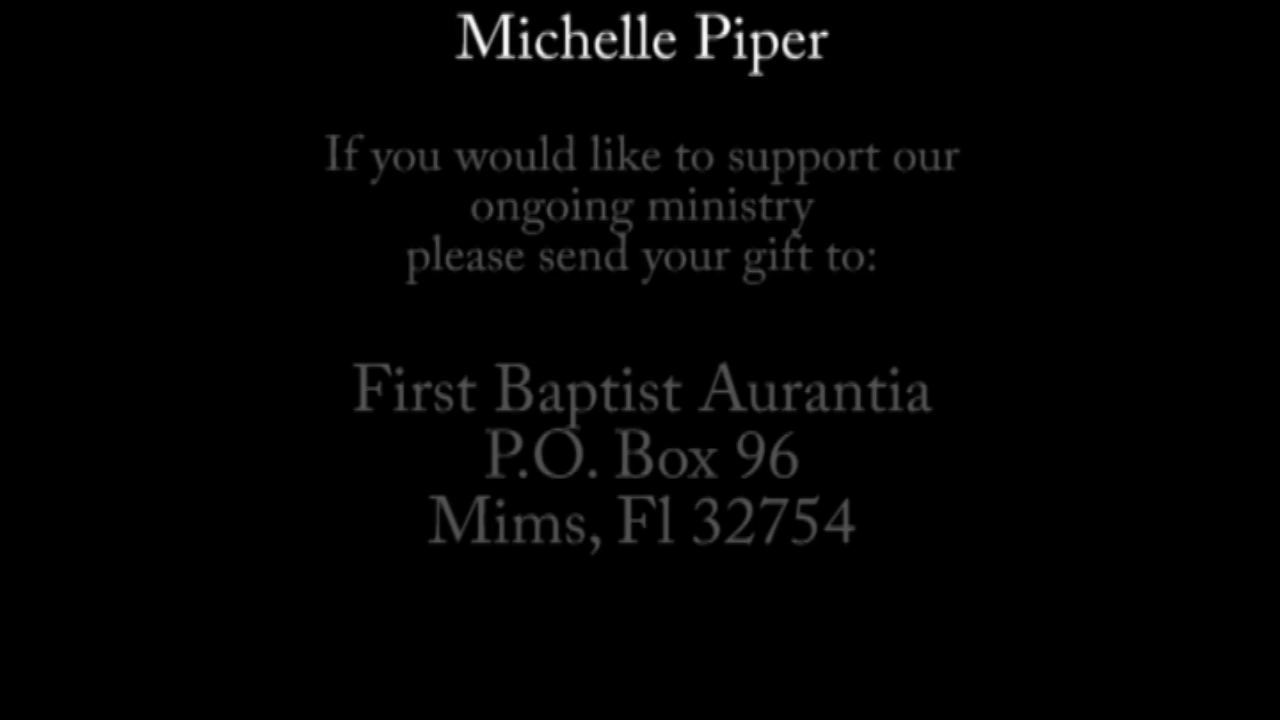 Michelle Piper
If you would like to support our
ongoing ministry
please send your gift to:
First Baptist Aurantia
P.O. Box 96
Mims, Fl 32754